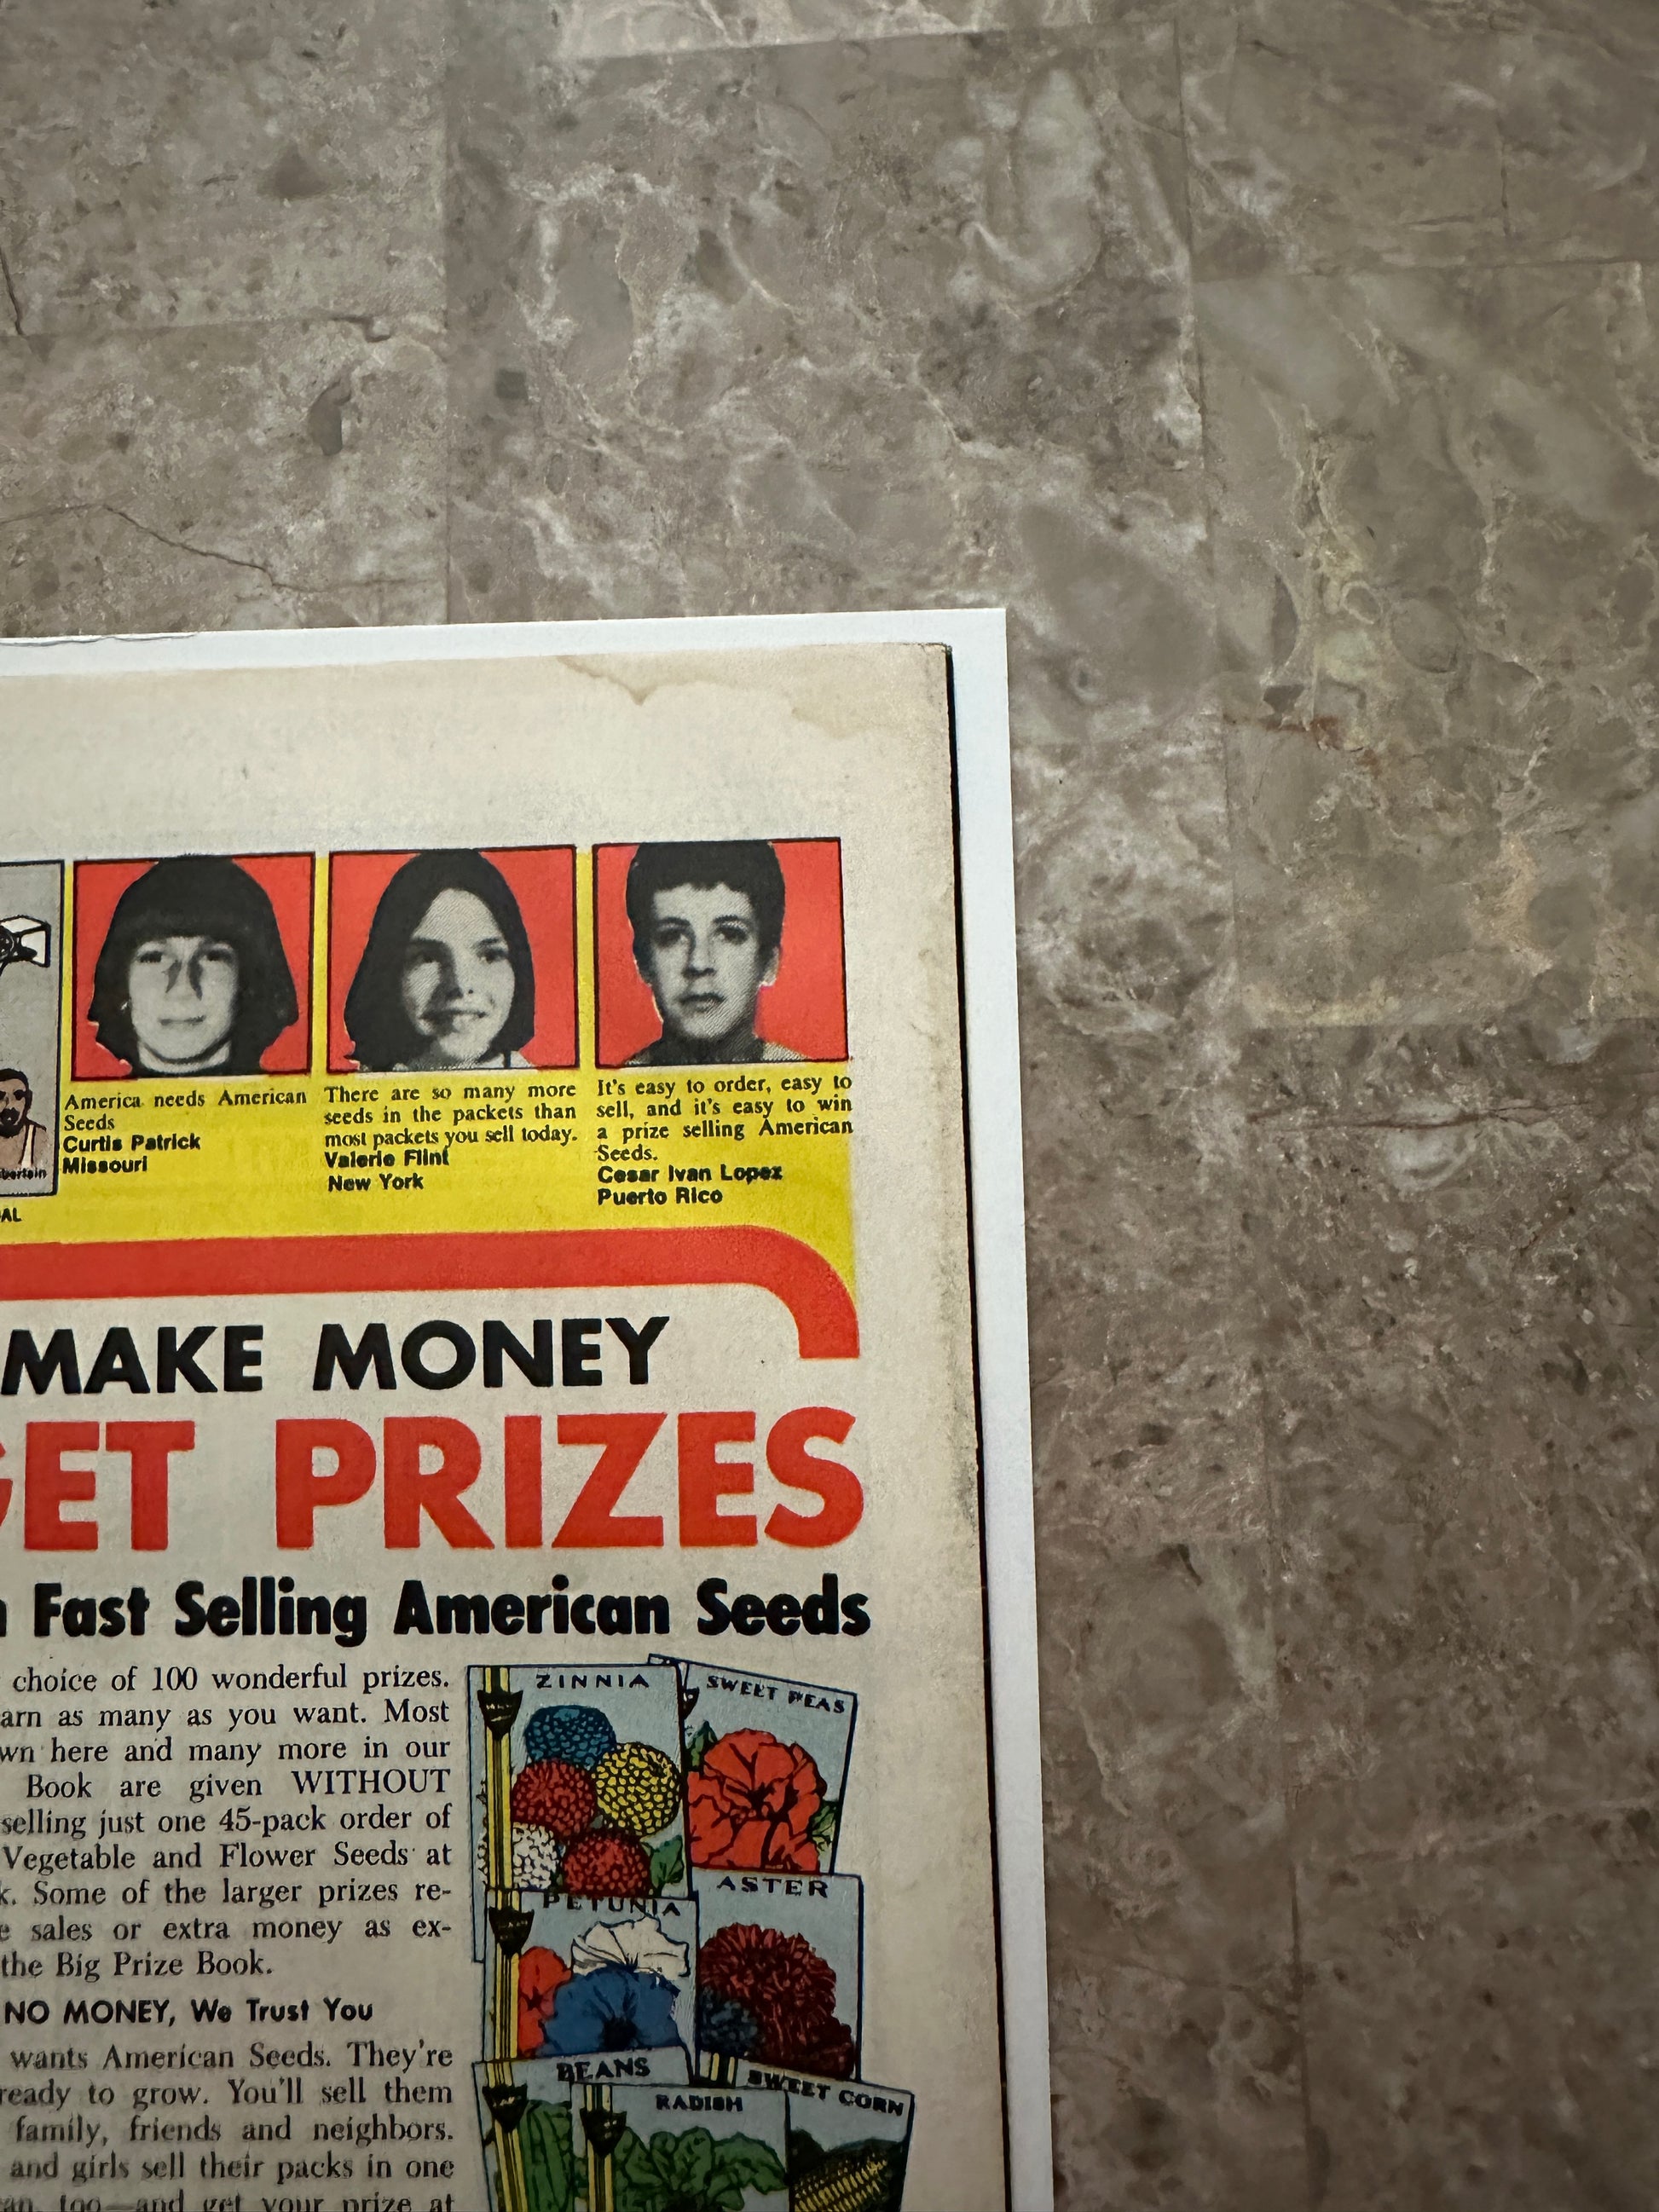 bertain
AL
America needs American
Seeds
Curtis Patrick
Missouri
There are so many more
seeds in the packets than
most packets you sell today.
Valerie Flint
New York
It's easy to order, easy to
sell, and it's easy to win
a prize selling American
Seeds.
Cesar Ivan Lopez
Puerto Rico
MAKE MONEY
GET PRIZES
Fast Selling American Seeds
choice of 100 wonderful prizes.
arn as many as you want. Most
wn here and many more in our
Book are given WITHOUT
selling just one 45-pack order of
Vegetable and Flower Seeds at
k. Some of the larger prizes re-
e sales or extra money as ex-
the Big Prize Book.
NO MONEY, We Trust You
wants American Seeds. They're
ready to grow. You'll sell them
family, friends and neighbors.
and girls sell their packs in one
an, too—and get your prize at
ZINNIA
SWEET PEAS
PETUNIA
ASTER
BEANS
RADISH
SWEET CORN